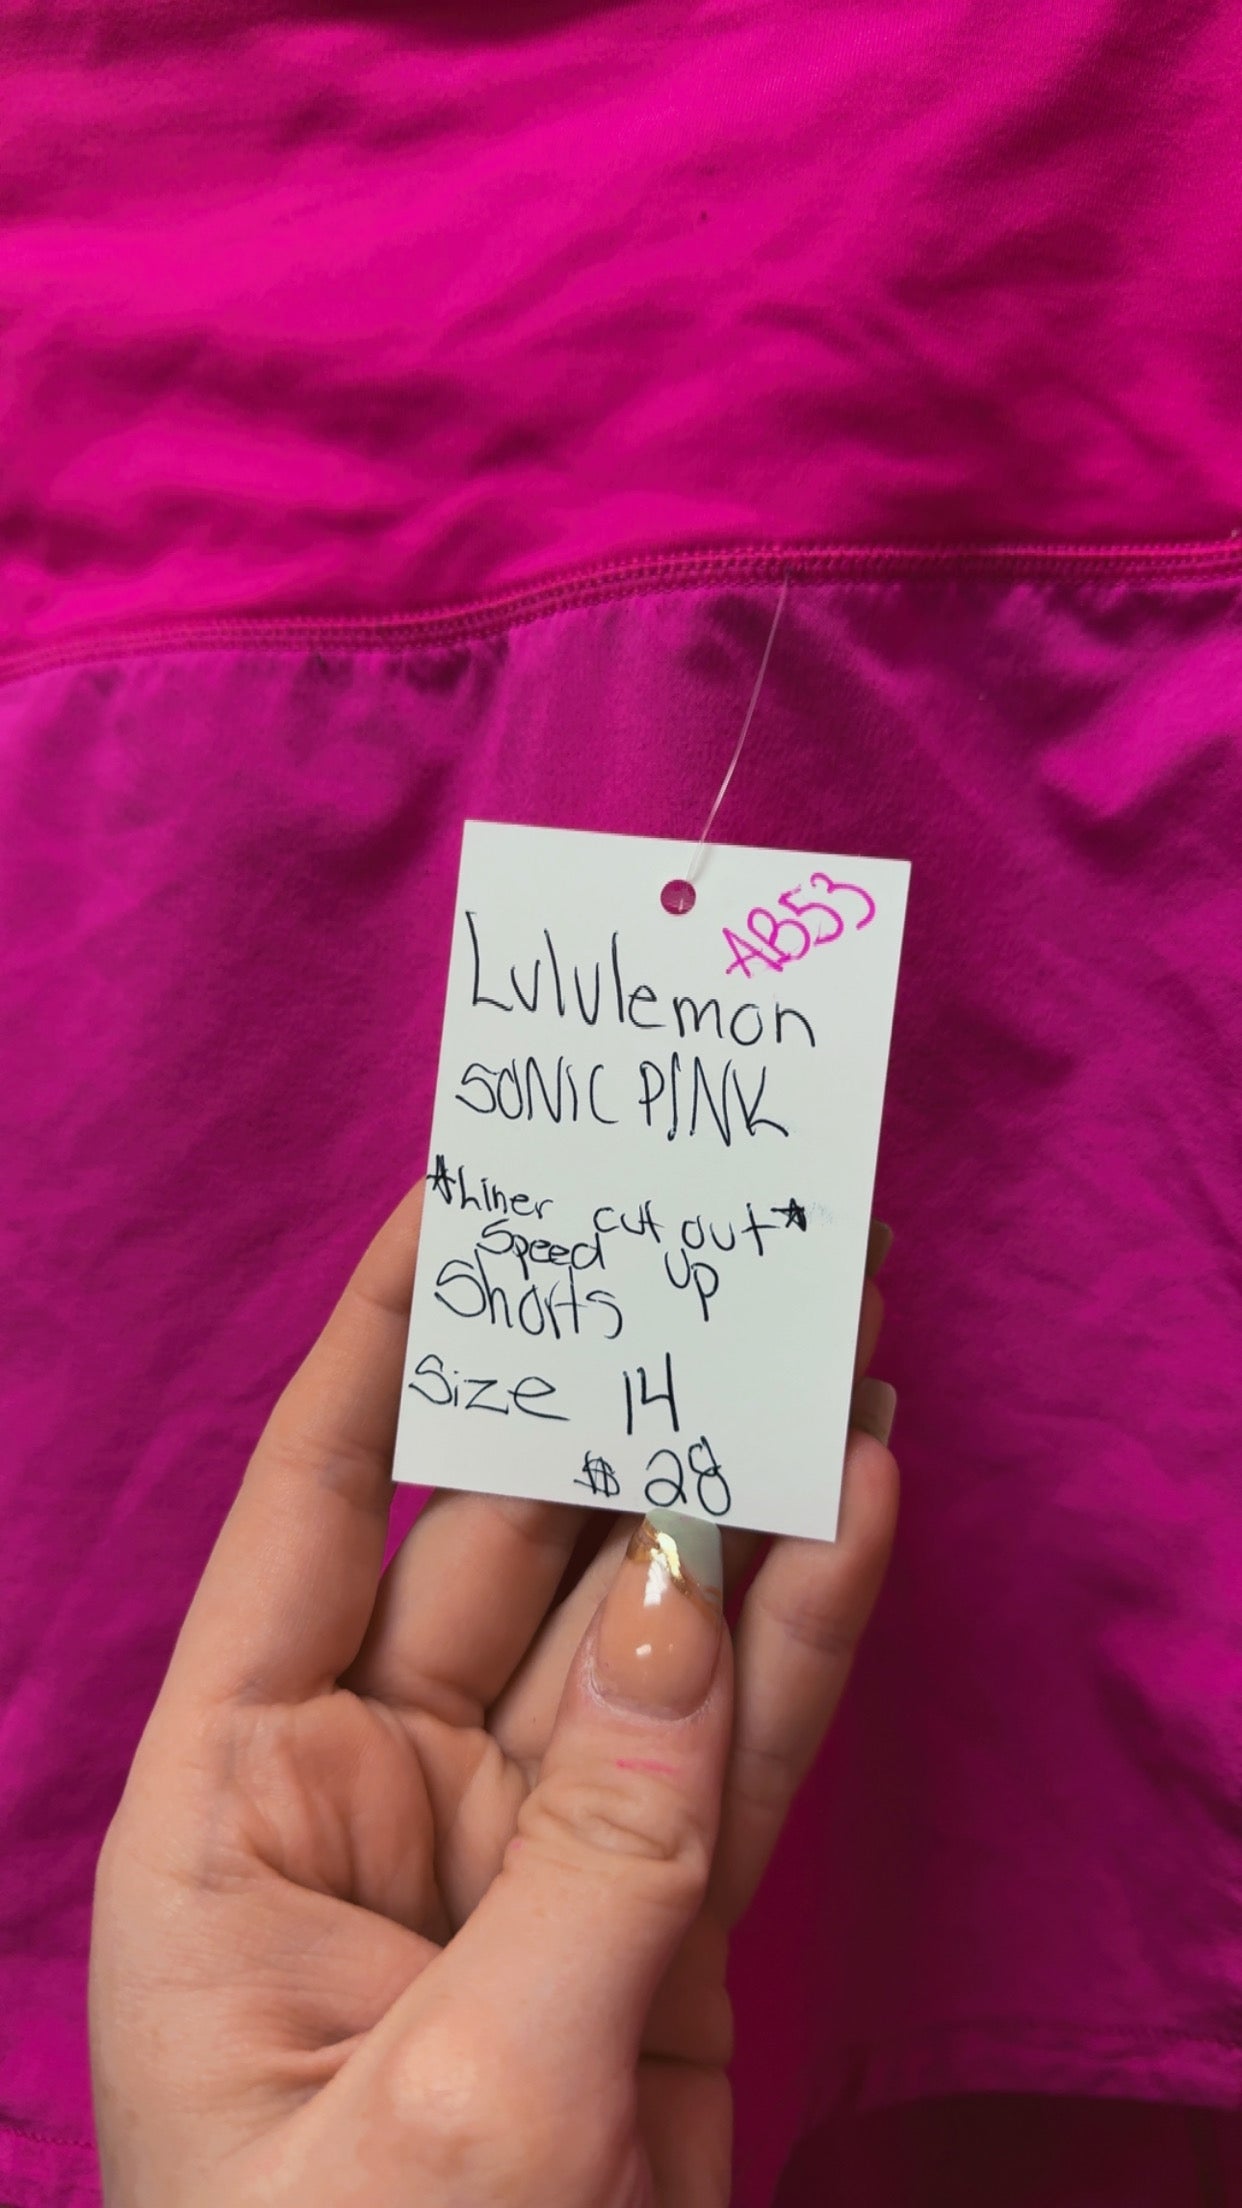 AB53
Lululemon
SONIC PINK
☆Liner cut out☆
Speed Up
Shorts
Size 14
$28